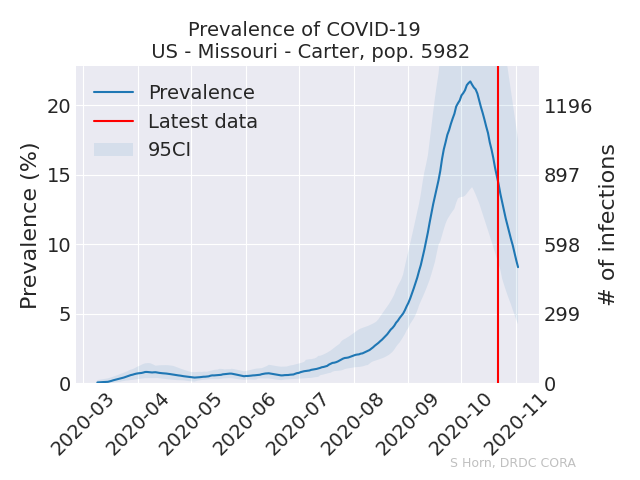 Prevalence of COVID-19
US - Missouri - Carter, pop. 5982
Prevalence
Latest data
95CI
Prevalence (%)
20
15
10
5
0
1196
897
598
299
0
# of infections
2020-03
2020-04
2020-05
2020-06
2020-07
2020-08
2020-09
2020-10
2020-11
S Horn, DRDC CORA